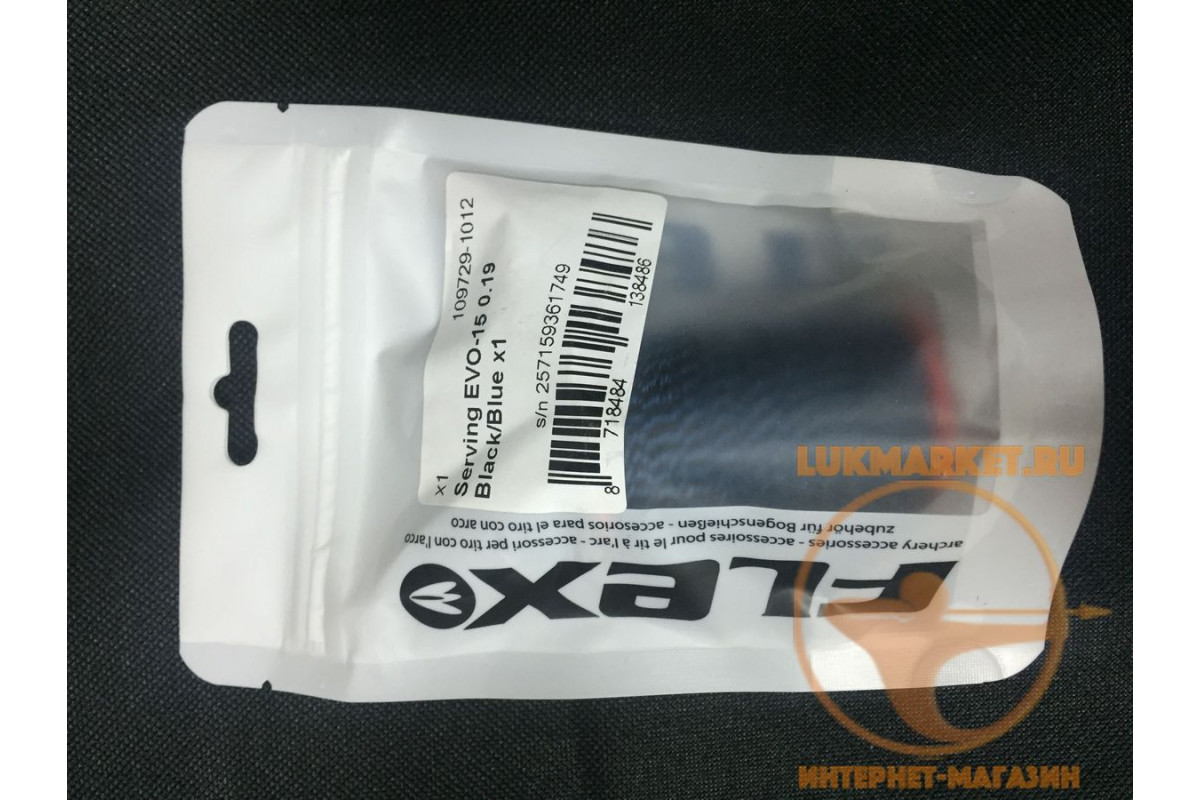 x1 109729-1012
Serving EVO-15 0.19
Black/Blue x1
s/n 257159361749
8 718484 138486
FLEX
archery accessories - accessoires pour le tir à l'arc - accessori per tiro con l'arco
zubehör für Bogenschießen - accesorios para el tiro con arco
LUKMARKET.RU
ИНТЕРНЕТ-МАГАЗИН